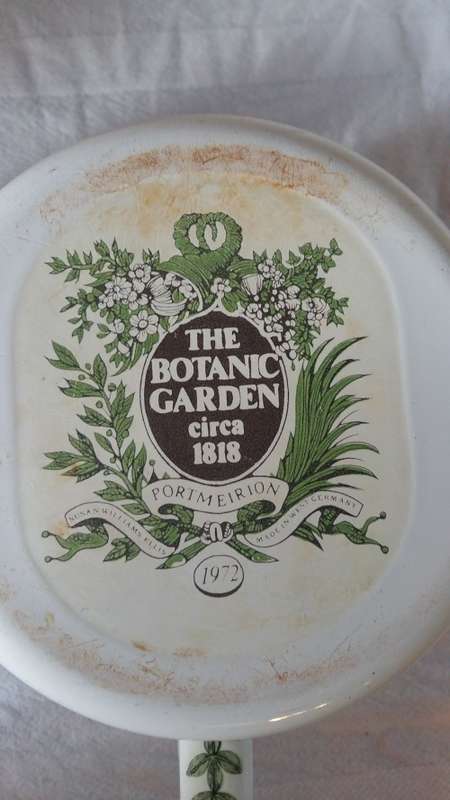 THE
BOTANIC
GARDEN
circa
1818
PORTMEIRION
SUSAN WILLIAMS-ELLIS
MADE IN WEST GERMANY
1972